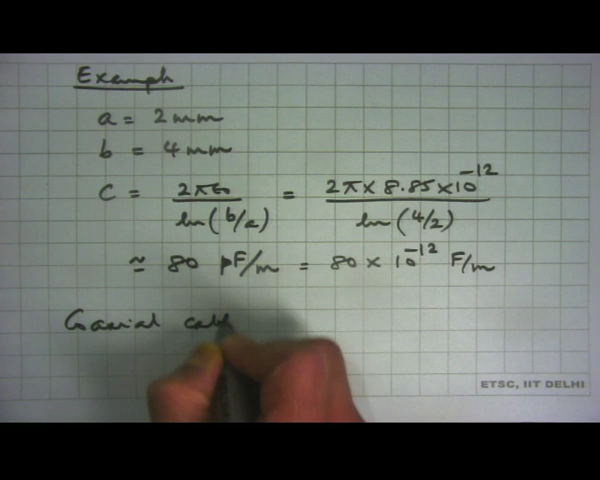 Example
a = 2 mm
b = 4 mm
C = 2πε₀ / ln(b/a) = 2π × 8.85 × 10⁻¹² / ln(4/2)
≃ 80 pF/m = 80 × 10⁻¹² F/m
Coaxial cabl
ETSC, IIT DELHI